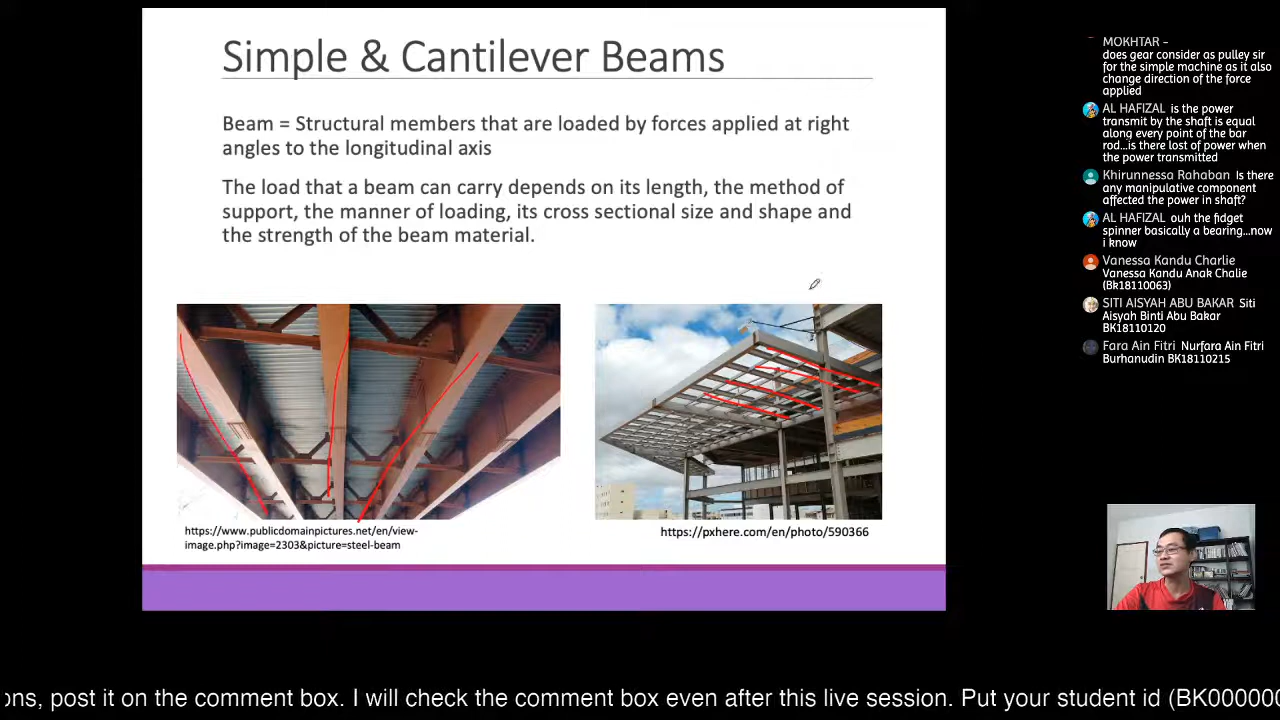 Simple & Cantilever Beams
Beam = Structural members that are loaded by forces applied at right
angles to the longitudinal axis
The load that a beam can carry depends on its length, the method of
support, the manner of loading, its cross sectional size and shape and
the strength of the beam material.
https://www.publicdomainpictures.net/en/view-
image.php?image=2303&picture=steel-beam
https://pxhere.com/en/photo/590366
MOKHTAR -
does gear consider as pulley sir
for the simple machine as it also
change direction of the force
applied
AL HAFIZAL is the power
transmit by the shaft is equal
along every point of the bar
rod...is there lost of power when
the power transmitted
Khirunnessa Rahaban Is there
any manipulative component
affected the power in shaft?
AL HAFIZAL ouh the fidget
spinner basically a bearing...now
i know
Vanessa Kandu Charlie
Vanessa Kandu Anak Chalie
(Bk18110063)
SITI AISYAH ABU BAKAR Siti
Aisyah Binti Abu Bakar
BK18110120
Fara Ain Fitri Nurfara Ain Fitri
Burhanudin BK18110215
ons, post it on the comment box. I will check the comment box even after this live session. Put your student id (BK000000